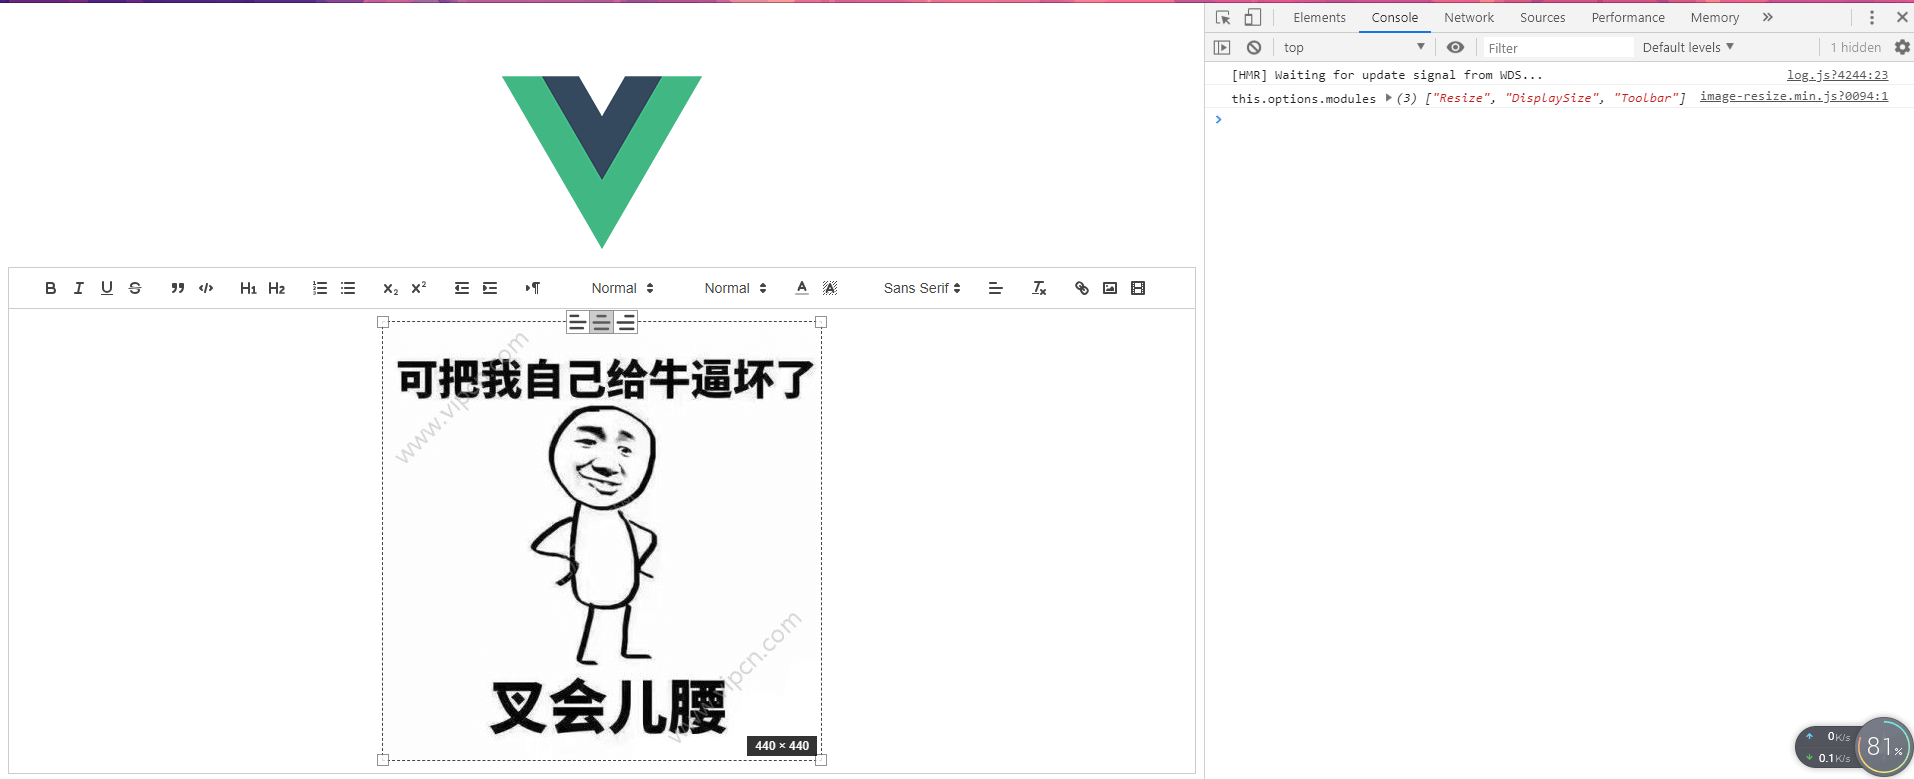 Elements Console Network Sources Performance Memory »
top Filter Default levels 1 hidden
[HMR] Waiting for update signal from WDS... log.js?4244:23
this.options.modules (3) ["Resize", "DisplaySize", "Toolbar"] image-resize.min.js?0094:1
B I U S H1 H2 X2 X2 Normal Normal A A Sans Serif Tx
可把我自己给牛逼坏了
www.vipcn.com
www.vipcn.com
叉会儿腰
440 × 440
0K/s
0.1K/s
81%